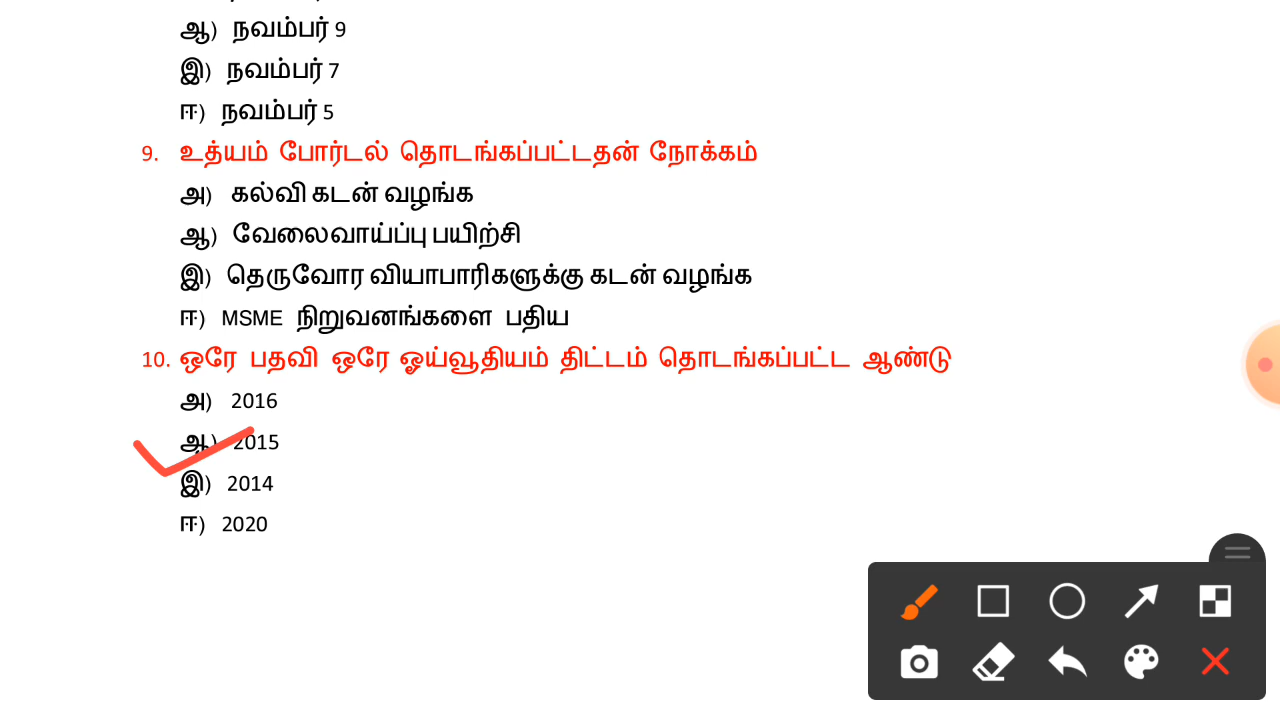 ஆ) நவம்பர் 9
இ) நவம்பர் 7
ஈ) நவம்பர் 5
9. உத்யம் போர்டல் தொடங்கப்பட்டதன் நோக்கம்
அ) கல்வி கடன் வழங்க
ஆ) வேலைவாய்ப்பு பயிற்சி
இ) தெருவோர வியாபாரிகளுக்கு கடன் வழங்க
ஈ) MSME நிறுவனங்களை பதிய
10. ஒரே பதவி ஒரே ஓய்வூதியம் திட்டம் தொடங்கப்பட்ட ஆண்டு
அ) 2016
ஆ) 2015
இ) 2014
ஈ) 2020